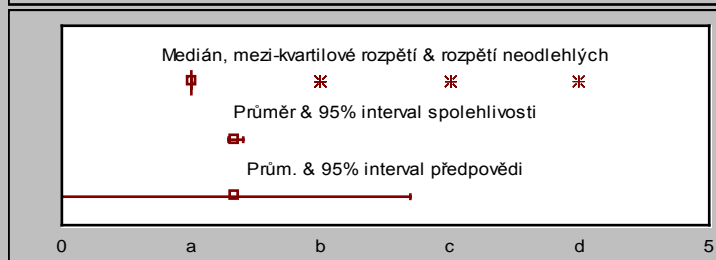 Medián, mezi-kvartilové rozpětí & rozpětí neodlehlých
Průměr & 95% interval spolehlivosti
Prům. & 95% interval předpovědi
0 a b c d 5